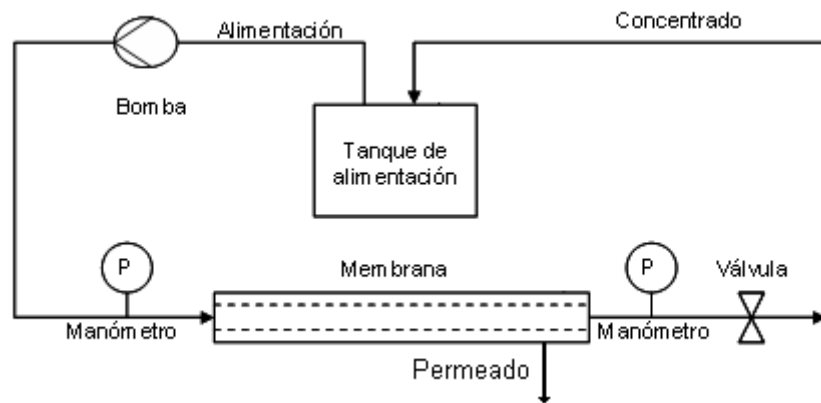 Alimentación
Concentrado
Bomba
Tanque de
alimentación
P
Membrana
P
Válvula
Manómetro
Manómetro
Permeado